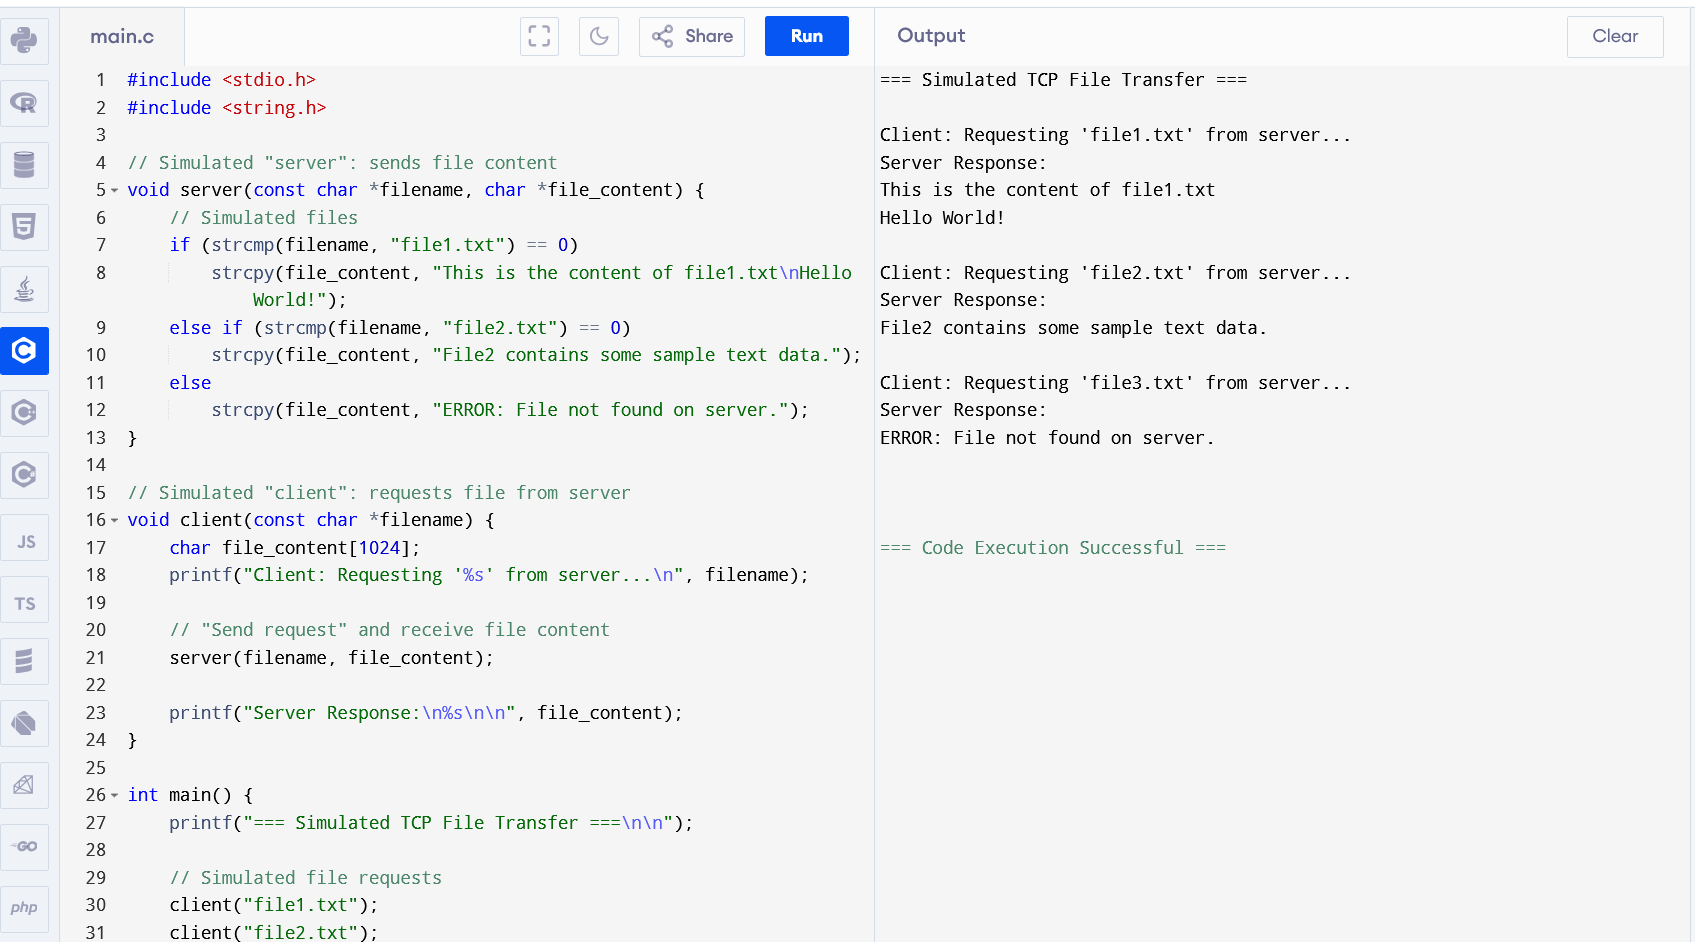 main.c
Share
Run
Output
Clear
1 #include <stdio.h>
2 #include <string.h>
3
4 // Simulated "server": sends file content
5 void server(const char *filename, char *file_content) {
6     // Simulated files
7     if (strcmp(filename, "file1.txt") == 0)
8         strcpy(file_content, "This is the content of file1.txt\nHello
            World!");
9     else if (strcmp(filename, "file2.txt") == 0)
10         strcpy(file_content, "File2 contains some sample text data.");
11     else
12         strcpy(file_content, "ERROR: File not found on server.");
13 }
14
15 // Simulated "client": requests file from server
16 void client(const char *filename) {
17     char file_content[1024];
18     printf("Client: Requesting '%s' from server...\n", filename);
19
20     // "Send request" and receive file content
21     server(filename, file_content);
22
23     printf("Server Response:\n%s\n\n", file_content);
24 }
25
26 int main() {
27     printf("=== Simulated TCP File Transfer ===\n\n");
28
29     // Simulated file requests
30     client("file1.txt");
31     client("file2.txt");
=== Simulated TCP File Transfer ===
Client: Requesting 'file1.txt' from server...
Server Response:
This is the content of file1.txt
Hello World!
Client: Requesting 'file2.txt' from server...
Server Response:
File2 contains some sample text data.
Client: Requesting 'file3.txt' from server...
Server Response:
ERROR: File not found on server.
=== Code Execution Successful ===
R
5
C
C
C
JS
TS
GO
php